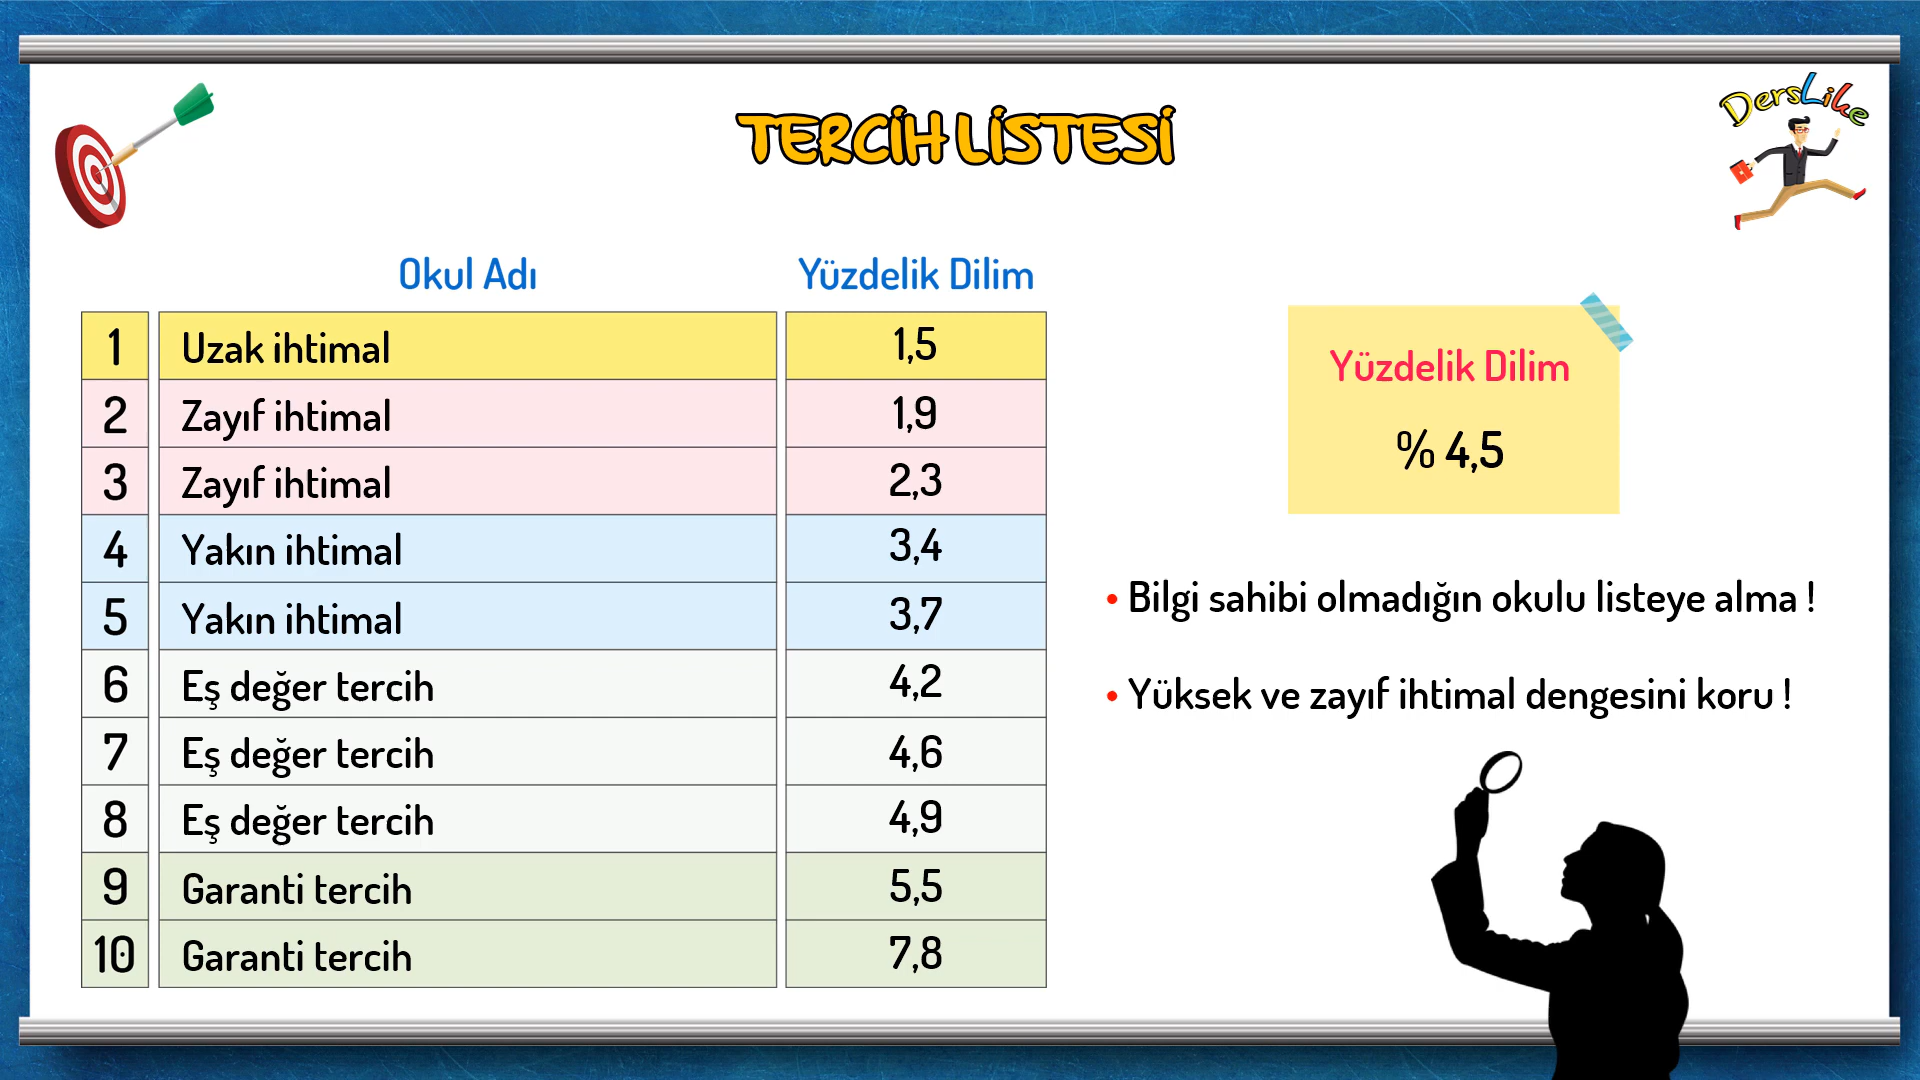 TERCİH LİSTESİ
DersLike
Okul Adı Yüzdelik Dilim
1 Uzak ihtimal 1,5
2 Zayıf ihtimal 1,9
3 Zayıf ihtimal 2,3
4 Yakın ihtimal 3,4
5 Yakın ihtimal 3,7
6 Eş değer tercih 4,2
7 Eş değer tercih 4,6
8 Eş değer tercih 4,9
9 Garanti tercih 5,5
10 Garanti tercih 7,8
Yüzdelik Dilim
% 4,5
• Bilgi sahibi olmadığın okulu listeye alma !
• Yüksek ve zayıf ihtimal dengesini koru !